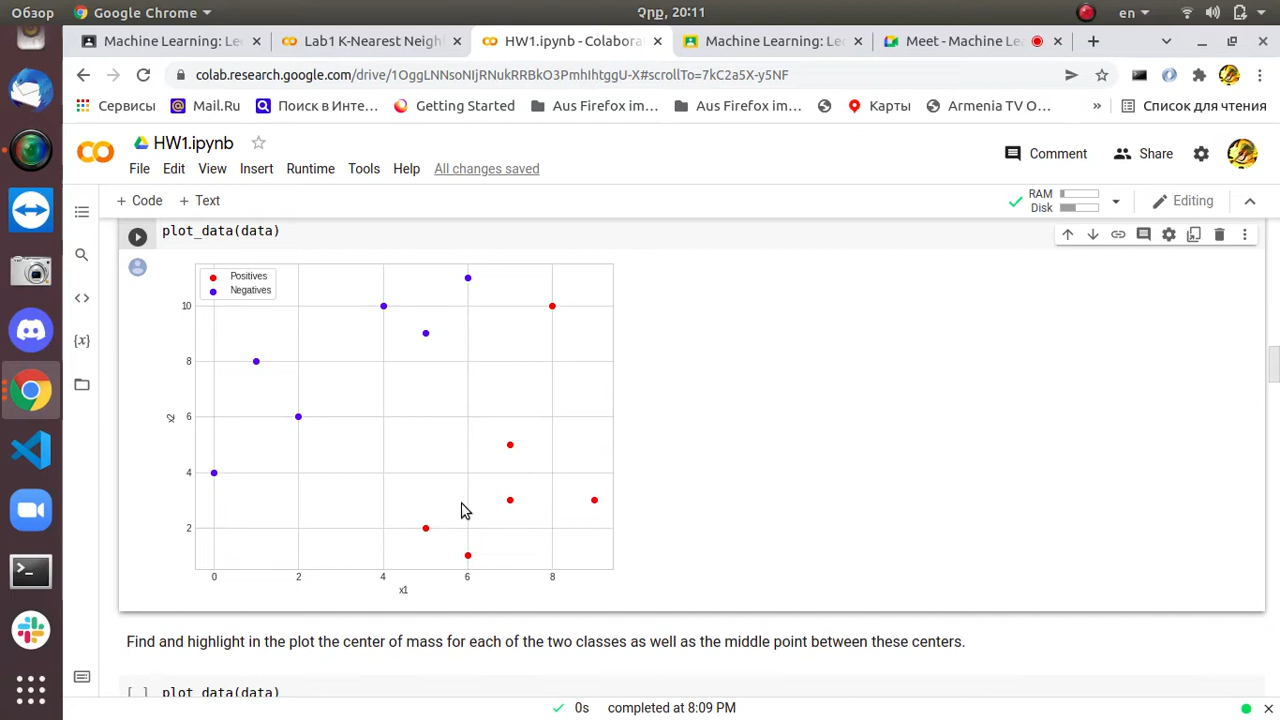 Обзор
Google Chrome
Չրք, 20:11
en
Machine Learning: Le
Lab1 K-Nearest Neigh
HW1.ipynb - Colabora
Machine Learning: Le
Meet - Machine Le
colab.research.google.com/drive/1OggLNNsoNIjRNukRRBkO3PmhIhtggU-X#scrollTo=7kC2a5X-y5NF
Сервисы
Mail.Ru
Поиск в Инте...
Getting Started
Aus Firefox im...
Aus Firefox im...
Карты
Armenia TV O...
»
Список для чтения
HW1.ipynb
Comment
Share
File Edit View Insert Runtime Tools Help All changes saved
+ Code + Text
RAM
Disk
Editing
plot_data(data)
Positives
Negatives
10
8
6
4
2
x2
0 2 4 6 8
x1
Find and highlight in the plot the center of mass for each of the two classes as well as the middle point between these centers.
[ ] plot_data(data)
0s completed at 8:09 PM